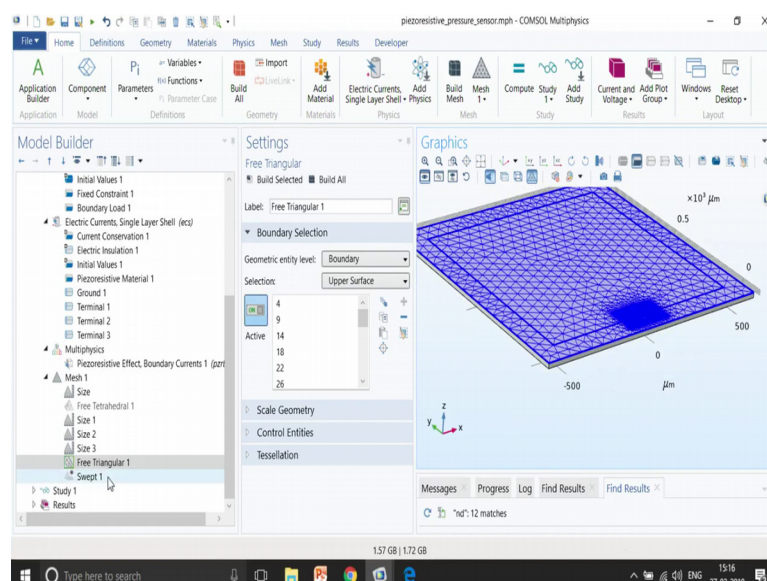 piezoresistive_pressure_sensor.mph - COMSOL Multiphysics
File Home Definitions Geometry Materials Physics Mesh Study Results Developer
Application Builder
Component
Parameters
a= Variables
f(x) Functions
Pi Parameter Case
Build All
Import
LiveLink
Add Material
Electric Currents, Single Layer Shell
Add Physics
Build Mesh
Mesh 1
Compute
Study 1
Add Study
Current and Voltage
Add Plot Group
Windows
Reset Desktop
Application Model Definitions Geometry Materials Physics Mesh Study Results Layout
Model Builder
Initial Values 1
Fixed Constraint 1
Boundary Load 1
Electric Currents, Single Layer Shell (ecs)
Current Conservation 1
Electric Insulation 1
Initial Values 1
Piezoresistive Material 1
Ground 1
Terminal 1
Terminal 2
Terminal 3
Multiphysics
Piezoresistive Effect, Boundary Currents 1 (pzrb
Mesh 1
Size
Free Tetrahedral 1
Size 1
Size 2
Size 3
Free Triangular 1
Swept 1
Study 1
Results
Settings
Free Triangular
Build Selected Build All
Label: Free Triangular 1
Boundary Selection
Geometric entity level: Boundary
Selection: Upper Surface
Active
4
9
14
18
22
26
Scale Geometry
Control Entities
Tessellation
Graphics
×10³ μm
0.5
0
500
0
-500
μm
z
y
x
Messages Progress Log Find Results Find Results
"nd": 12 matches
1.57 GB | 1.72 GB
Type here to search
ENG
15:16